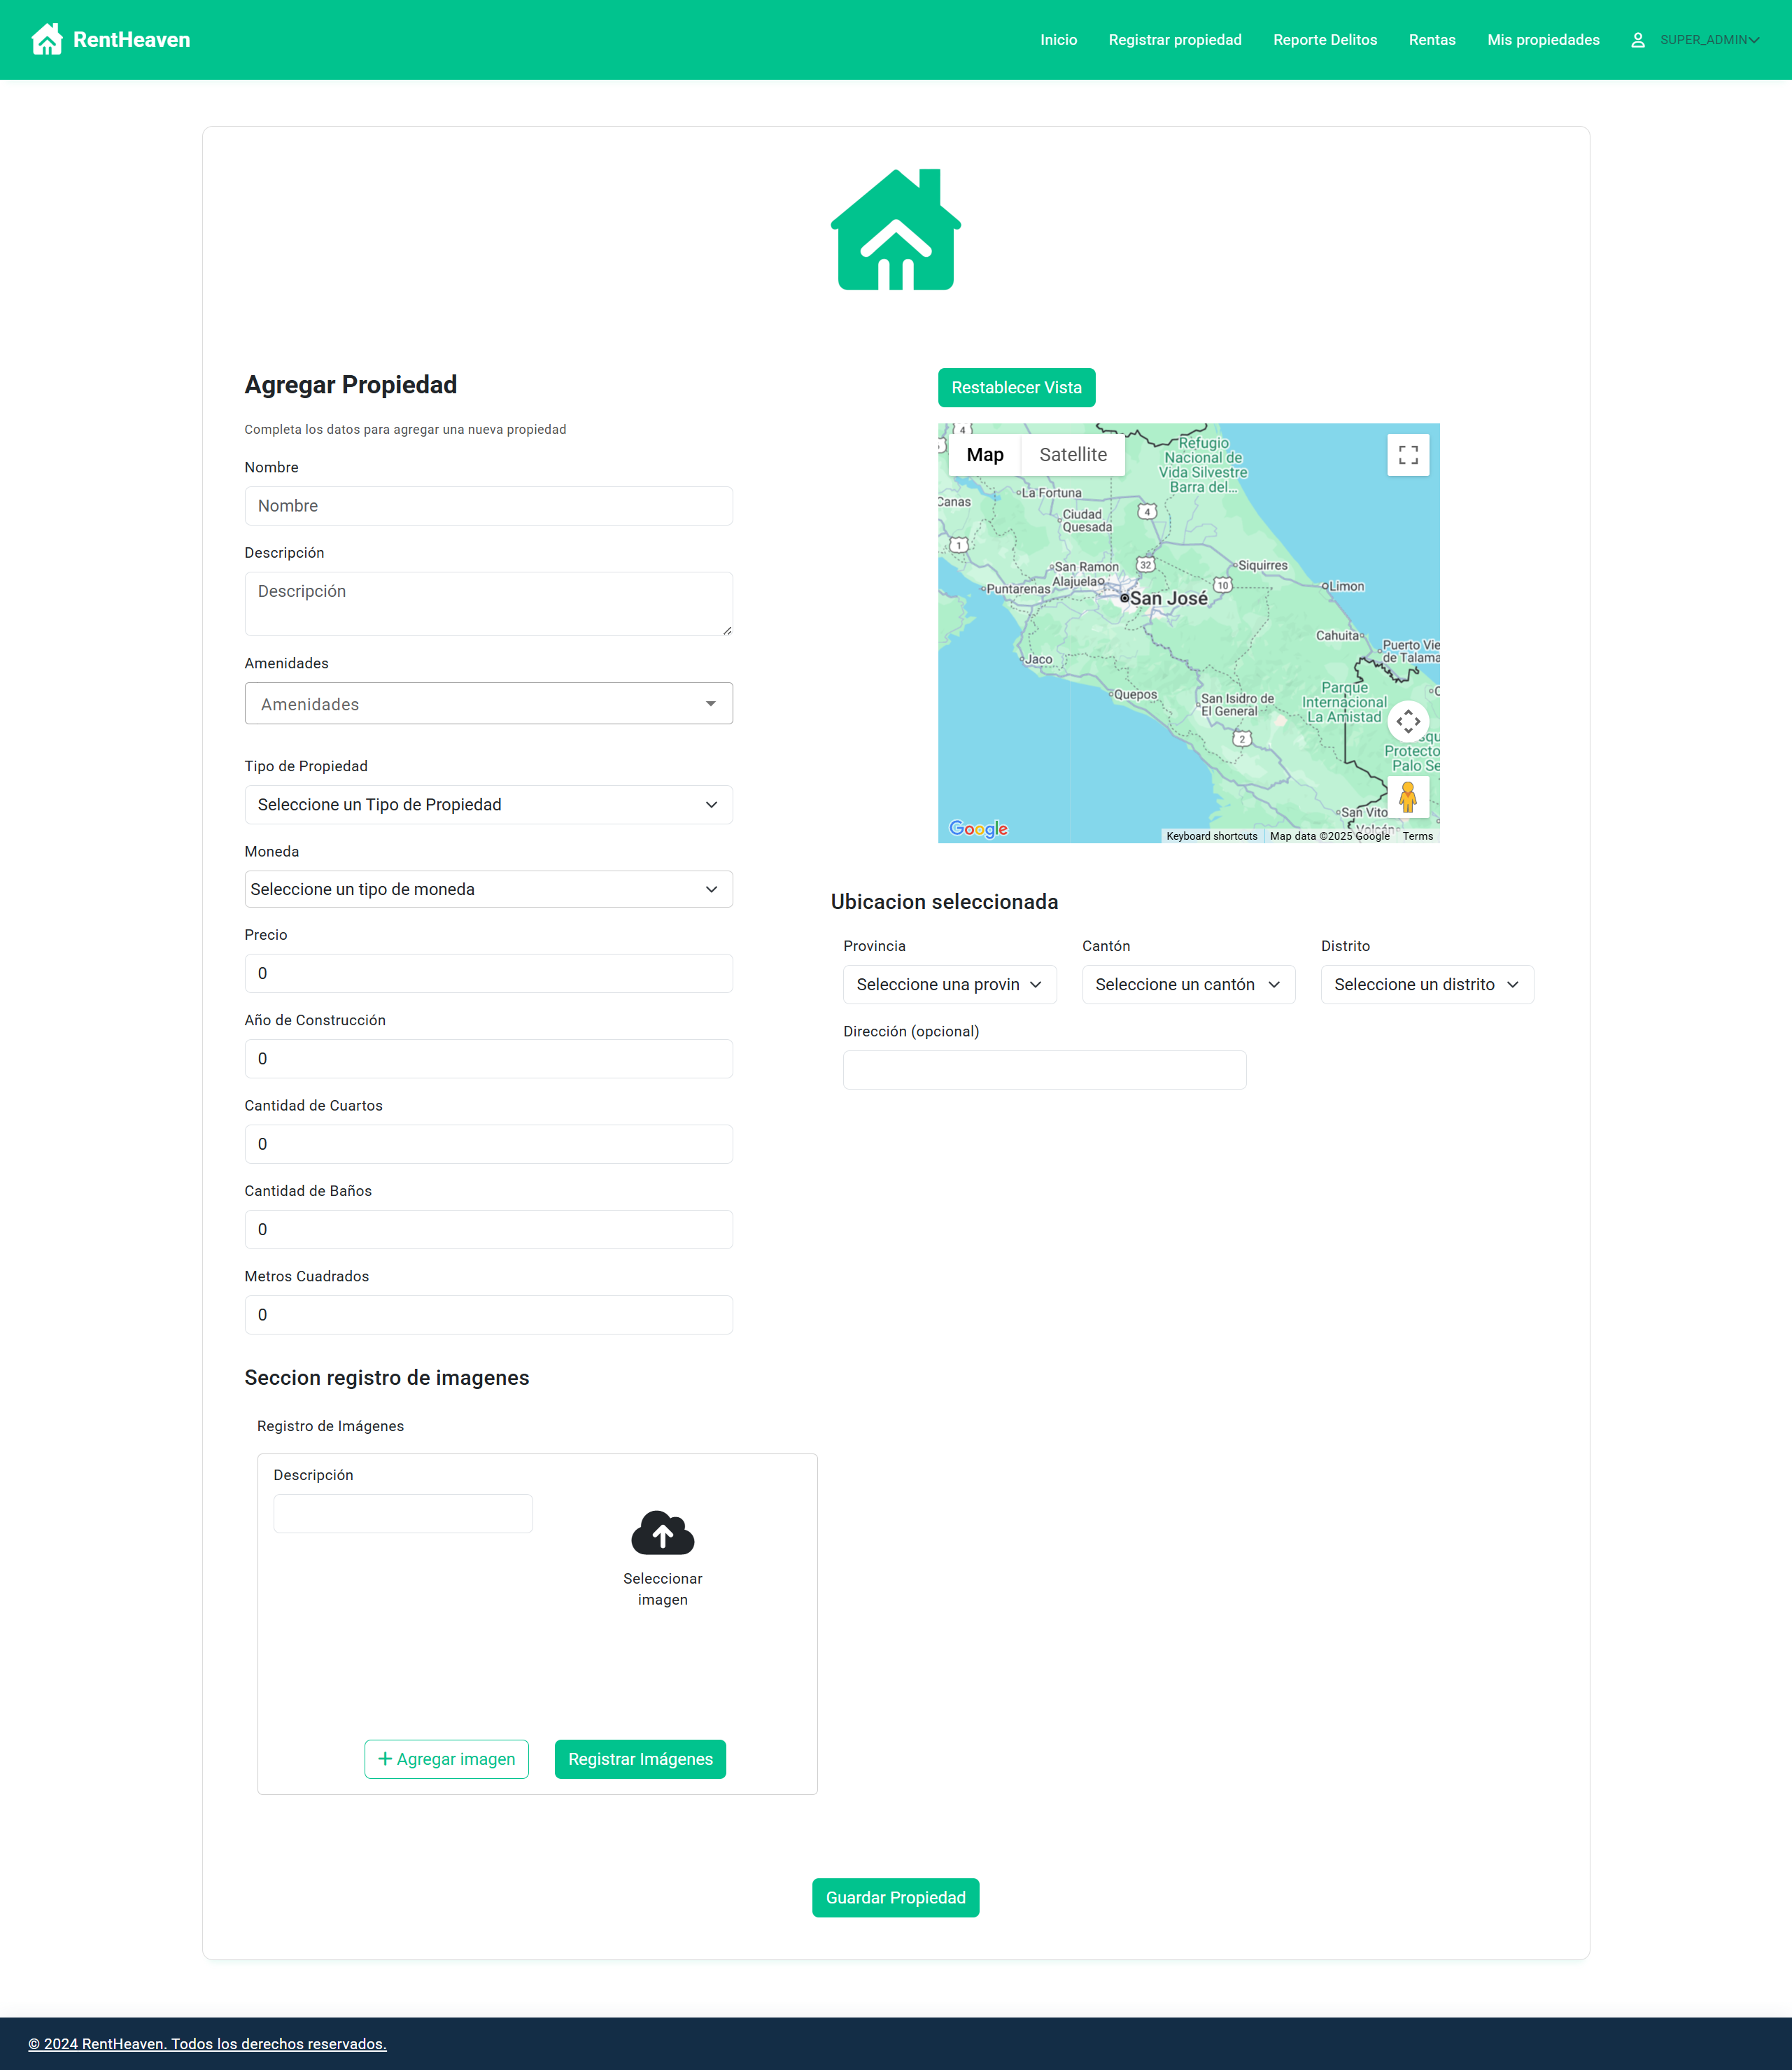 RentHeaven
Inicio
Registrar propiedad
Reporte Delitos
Rentas
Mis propiedades
SUPER_ADMIN
Agregar Propiedad
Completa los datos para agregar una nueva propiedad
Nombre
Nombre
Descripción
Descripción
Amenidades
Amenidades
Tipo de Propiedad
Seleccione un Tipo de Propiedad
Moneda
Seleccione un tipo de moneda
Precio
0
Año de Construcción
0
Cantidad de Cuartos
0
Cantidad de Baños
0
Metros Cuadrados
0
Restablecer Vista
Map
Satellite
4
Refugio
Nacional de
Vida Silvestre
Barra del...
Canas
La Fortuna
Ciudad
Quesada
4
1
San Ramon
32
Siquirres
Alajuela
10
Puntarenas
Limon
San José
Cahuita
Puerto Vie
de Talama
Jaco
Quepos
San Isidro de
El General
Parque
Internacional
La Amistad
2
squ
Protecto
Palo Se
San Vito
Google
Keyboard shortcuts
Map data ©2025 Google
Terms
Ubicacion seleccionada
Provincia
Cantón
Distrito
Seleccione una provin
Seleccione un cantón
Seleccione un distrito
Dirección (opcional)
Seccion registro de imagenes
Registro de Imágenes
Descripción
Seleccionar
imagen
+ Agregar imagen
Registrar Imágenes
Guardar Propiedad
© 2024 RentHeaven. Todos los derechos reservados.